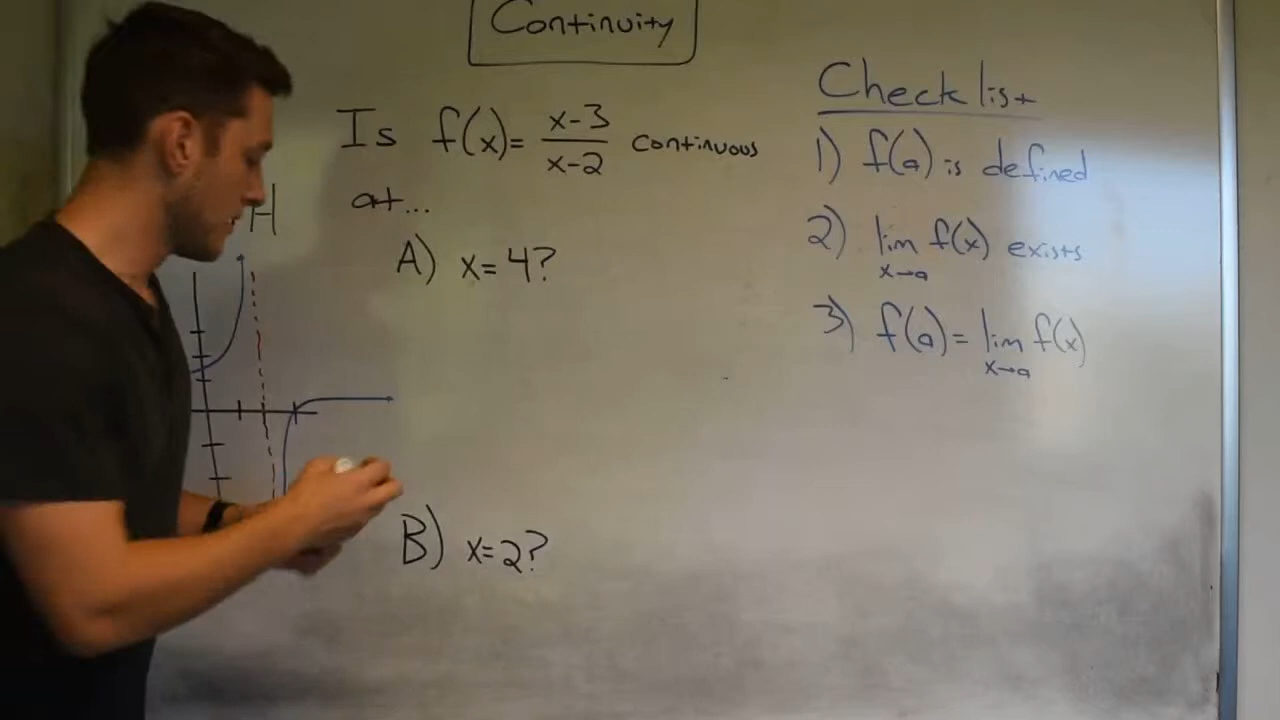 Continuity
Is f(x)= x-3 / x-2 continuous
at...
A) x=4?
B) x=2?
H
Checklist
1) f(a) is defined
2) lim f(x) exists
x→a
3) f(a)= lim f(x)
x→a